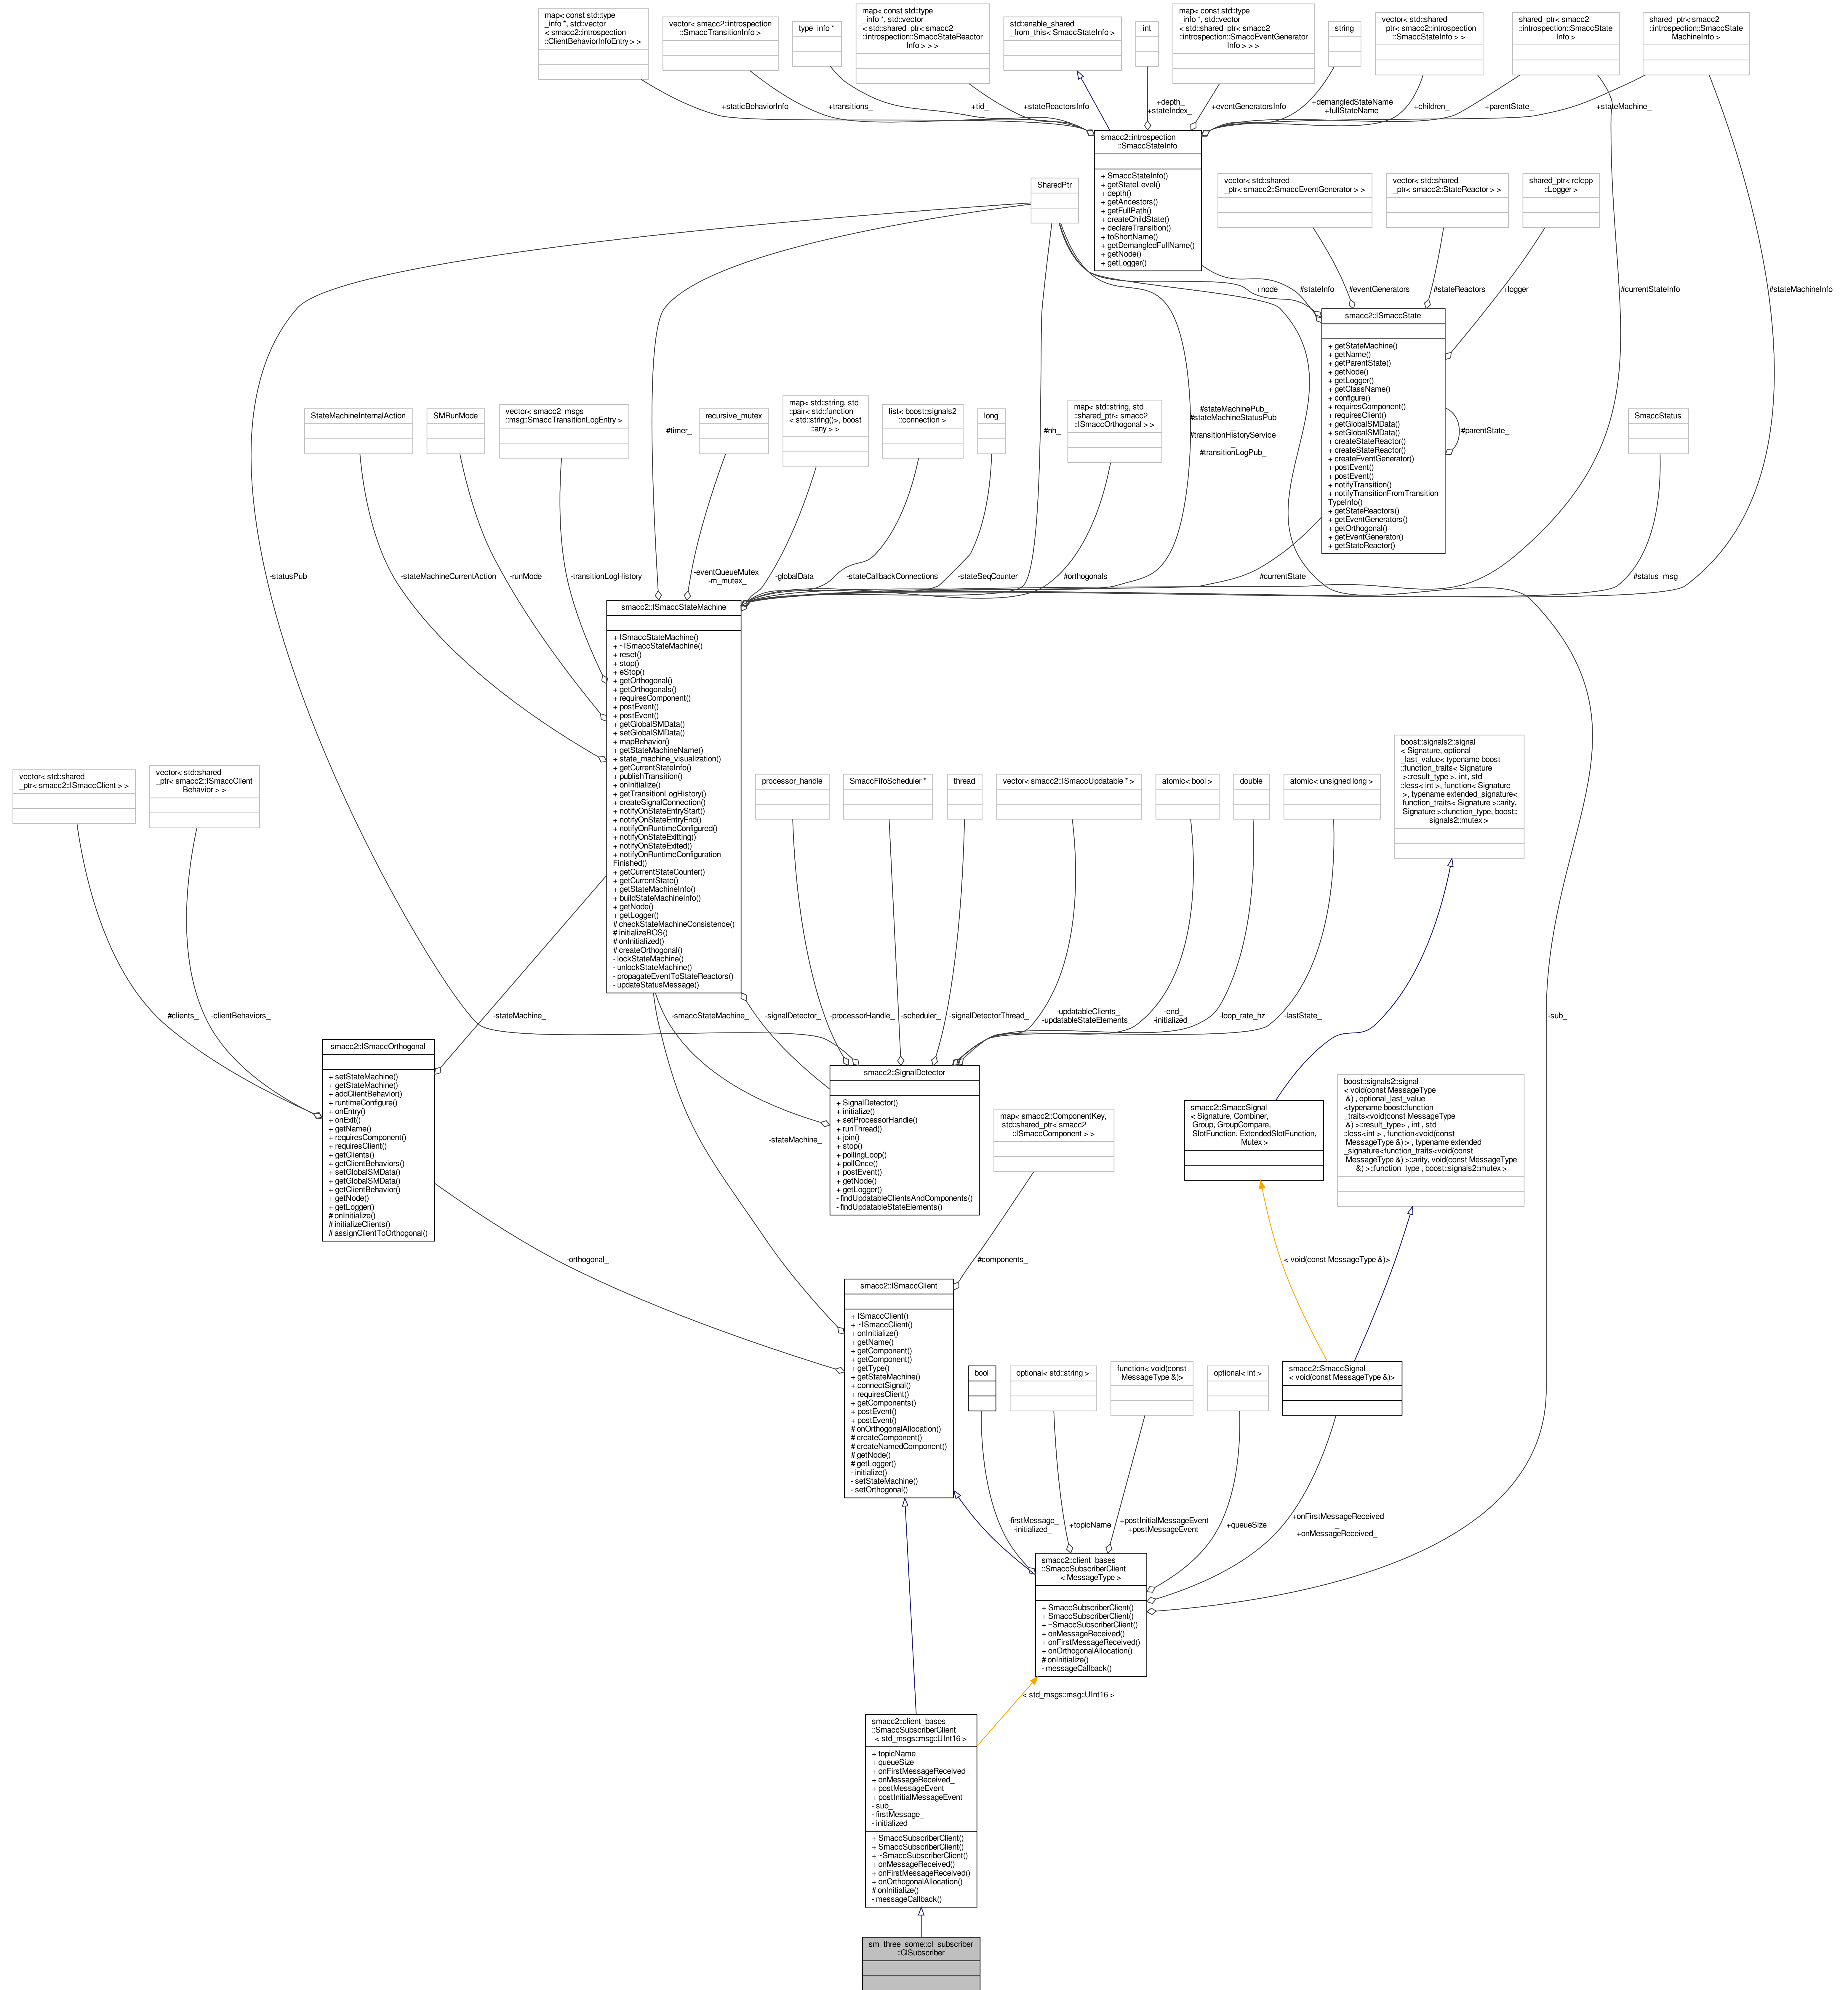 map< const std::type
_info *, std::vector
< smacc2::introspection
::ClientBehaviorInfoEntry > >
vector< smacc2::introspection
::SmaccTransitionInfo >
type_info *
map< const std::type
_info *, std::vector
< std::shared_ptr< smacc2
::introspection::SmaccStateReactor
Info > > >
std::enable_shared
_from_this< SmaccStateInfo >
int
map< const std::type
_info *, std::vector
< std::shared_ptr< smacc2
::introspection::SmaccEventGenerator
Info > > >
string
vector< std::shared
_ptr< smacc2::introspection
::SmaccStateInfo > >
shared_ptr< smacc2
::introspection::SmaccState
Info >
shared_ptr< smacc2
::introspection::SmaccState
MachineInfo >
+staticBehaviorInfo
+transitions_
+tid_
+stateReactorsInfo
+depth_
+stateIndex_
+eventGeneratorsInfo
+demangledStateName
+fullStateName
+children_
+parentState_
+stateMachine_
smacc2::introspection
::SmaccStateInfo
+ SmaccStateInfo()
+ getStateLevel()
+ depth()
+ getAncestors()
+ getFullPath()
+ createChildState()
+ declareTransition()
+ toShortName()
+ getDemangledFullName()
+ getNode()
+ getLogger()
SharedPtr
vector< std::shared
_ptr< smacc2::SmaccEventGenerator > >
vector< std::shared
_ptr< smacc2::StateReactor > >
shared_ptr< rclcpp
::Logger >
+node_
#stateInfo_
#eventGenerators_
#stateReactors_
+logger_
#currentStateInfo_
#stateMachineInfo_
smacc2::ISmaccState
+ getStateMachine()
+ getName()
+ getParentState()
+ getNode()
+ getLogger()
+ getClassName()
+ configure()
+ requiresComponent()
+ requiresClient()
+ getGlobalSMData()
+ setGlobalSMData()
+ createStateReactor()
+ createStateReactor()
+ createEventGenerator()
+ postEvent()
+ postEvent()
+ notifyTransition()
+ notifyTransitionFromTransition
TypeInfo()
+ getStateReactors()
+ getEventGenerators()
+ getOrthogonal()
+ getEventGenerator()
+ getStateReactor()
#parentState_
StateMachineInternalAction
SMRunMode
vector< smacc2_msgs
::msg::SmaccTransitionLogEntry >
#timer_
recursive_mutex
map< std::string, std
::pair< std::function
< std::string()>, boost
::any > >
list< boost::signals2
::connection >
long
#nh_
map< std::string, std
::shared_ptr< smacc2
::ISmaccOrthogonal > >
#stateMachinePub_
#stateMachineStatusPub
_
#transitionHistoryService
_
#transitionLogPub_
SmaccStatus
-statusPub_
-stateMachineCurrentAction
-runMode_
-transitionLogHistory_
-eventQueueMutex_
-m_mutex_
-globalData_
-stateCallbackConnections
-stateSeqCounter_
#orthogonals_
#currentState_
#status_msg_
smacc2::ISmaccStateMachine
+ ISmaccStateMachine()
+ ~ISmaccStateMachine()
+ reset()
+ stop()
+ eStop()
+ getOrthogonal()
+ getOrthogonals()
+ requiresComponent()
+ postEvent()
+ postEvent()
+ getGlobalSMData()
+ setGlobalSMData()
+ mapBehavior()
+ getStateMachineName()
+ state_machine_visualization()
+ getCurrentStateInfo()
+ publishTransition()
+ onInitialize()
+ getTransitionLogHistory()
+ createSignalConnection()
+ notifyOnStateEntryStart()
+ notifyOnStateEntryEnd()
+ notifyOnRuntimeConfigured()
+ notifyOnStateExitting()
+ notifyOnStateExited()
+ notifyOnRuntimeConfiguration
Finished()
+ getCurrentStateCounter()
+ getCurrentState()
+ getStateMachineInfo()
+ buildStateMachineInfo()
+ getNode()
+ getLogger()
# checkStateMachineConsistence()
# initializeROS()
# onInitialized()
# createOrthogonal()
- lockStateMachine()
- unlockStateMachine()
- propagateEventToStateReactors()
- updateStatusMessage()
vector< std::shared
_ptr< smacc2::ISmaccClient > >
vector< std::shared
_ptr< smacc2::ISmaccClient
Behavior > >
processor_handle
SmaccFifoScheduler *
thread
vector< smacc2::ISmaccUpdatable * >
atomic< bool >
double
atomic< unsigned long >
boost::signals2::signal
< Signature, optional
_last_value< typename boost
::function_traits< Signature
>::result_type >, int, std
::less< int >, function< Signature
>, typename extended_signature<
function_traits< Signature >::arity,
Signature >::function_type, boost::
signals2::mutex >
#clients_
-clientBehaviors_
-stateMachine_
-smaccStateMachine_
-signalDetector_
-processorHandle_
-scheduler_
-signalDetectorThread_
-updatableClients_
-updatableStateElements_
-end_
-initialized_
-loop_rate_hz
-lastState_
-sub_
smacc2::ISmaccOrthogonal
+ setStateMachine()
+ getStateMachine()
+ addClientBehavior()
+ runtimeConfigure()
+ onEntry()
+ onExit()
+ getName()
+ requiresComponent()
+ requiresClient()
+ getClients()
+ getClientBehaviors()
+ setGlobalSMData()
+ getGlobalSMData()
+ getClientBehavior()
+ getNode()
+ getLogger()
# onInitialize()
# initializeClients()
# assignClientToOrthogonal()
smacc2::SignalDetector
+ SignalDetector()
+ initialize()
+ setProcessorHandle()
+ runThread()
+ join()
+ stop()
+ pollingLoop()
+ pollOnce()
+ postEvent()
+ getNode()
+ getLogger()
- findUpdatableClientsAndComponents()
- findUpdatableStateElements()
-stateMachine_
map< smacc2::ComponentKey,
std::shared_ptr< smacc2
::ISmaccComponent > >
smacc2::SmaccSignal
< Signature, Combiner,
Group, GroupCompare,
SlotFunction, ExtendedSlotFunction,
Mutex >
boost::signals2::signal
< void(const MessageType
&) , optional_last_value
<typename boost::function
_traits<void(const MessageType
&) >::result_type> , int , std
::less<int > , function<void(const
MessageType &) > , typename extended
_signature<function_traits<void(const
MessageType &) >::arity, void(const MessageType
&) >::function_type , boost::signals2::mutex >
-orthogonal_
#components_
< void(const MessageType &)>
smacc2::ISmaccClient
+ ISmaccClient()
+ ~ISmaccClient()
+ onInitialize()
+ getName()
+ getComponent()
+ getComponent()
+ getType()
+ getStateMachine()
+ connectSignal()
+ requiresClient()
+ getComponents()
+ postEvent()
+ postEvent()
# onOrthogonalAllocation()
# createComponent()
# createNamedComponent()
# getNode()
# getLogger()
- initialize()
- setStateMachine()
- setOrthogonal()
bool
optional< std::string >
function< void(const
MessageType &)>
optional< int >
smacc2::SmaccSignal
< void(const MessageType &)>
-firstMessage_
-initialized_
+topicName
+postInitialMessageEvent
+postMessageEvent
+queueSize
+onFirstMessageReceived
_
+onMessageReceived_
smacc2::client_bases
::SmaccSubscriberClient
< MessageType >
+ SmaccSubscriberClient()
+ SmaccSubscriberClient()
+ ~SmaccSubscriberClient()
+ onMessageReceived()
+ onFirstMessageReceived()
+ onOrthogonalAllocation()
# onInitialize()
- messageCallback()
< std_msgs::msg::UInt16 >
smacc2::client_bases
::SmaccSubscriberClient
< std_msgs::msg::UInt16 >
+ topicName
+ queueSize
+ onFirstMessageReceived_
+ onMessageReceived_
+ postMessageEvent
+ postInitialMessageEvent
- sub_
- firstMessage_
- initialized_
+ SmaccSubscriberClient()
+ SmaccSubscriberClient()
+ ~SmaccSubscriberClient()
+ onMessageReceived()
+ onFirstMessageReceived()
+ onOrthogonalAllocation()
# onInitialize()
- messageCallback()
sm_three_some::cl_subscriber
::ClSubscriber